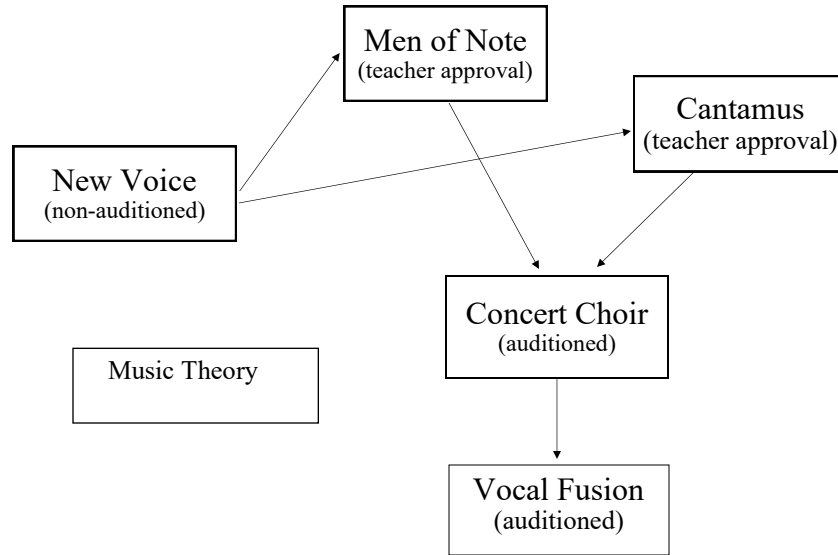 Men of Note
(teacher approval)
Cantamus
(teacher approval)
New Voice
(non-auditioned)
Concert Choir
(auditioned)
Music Theory
Vocal Fusion
(auditioned)